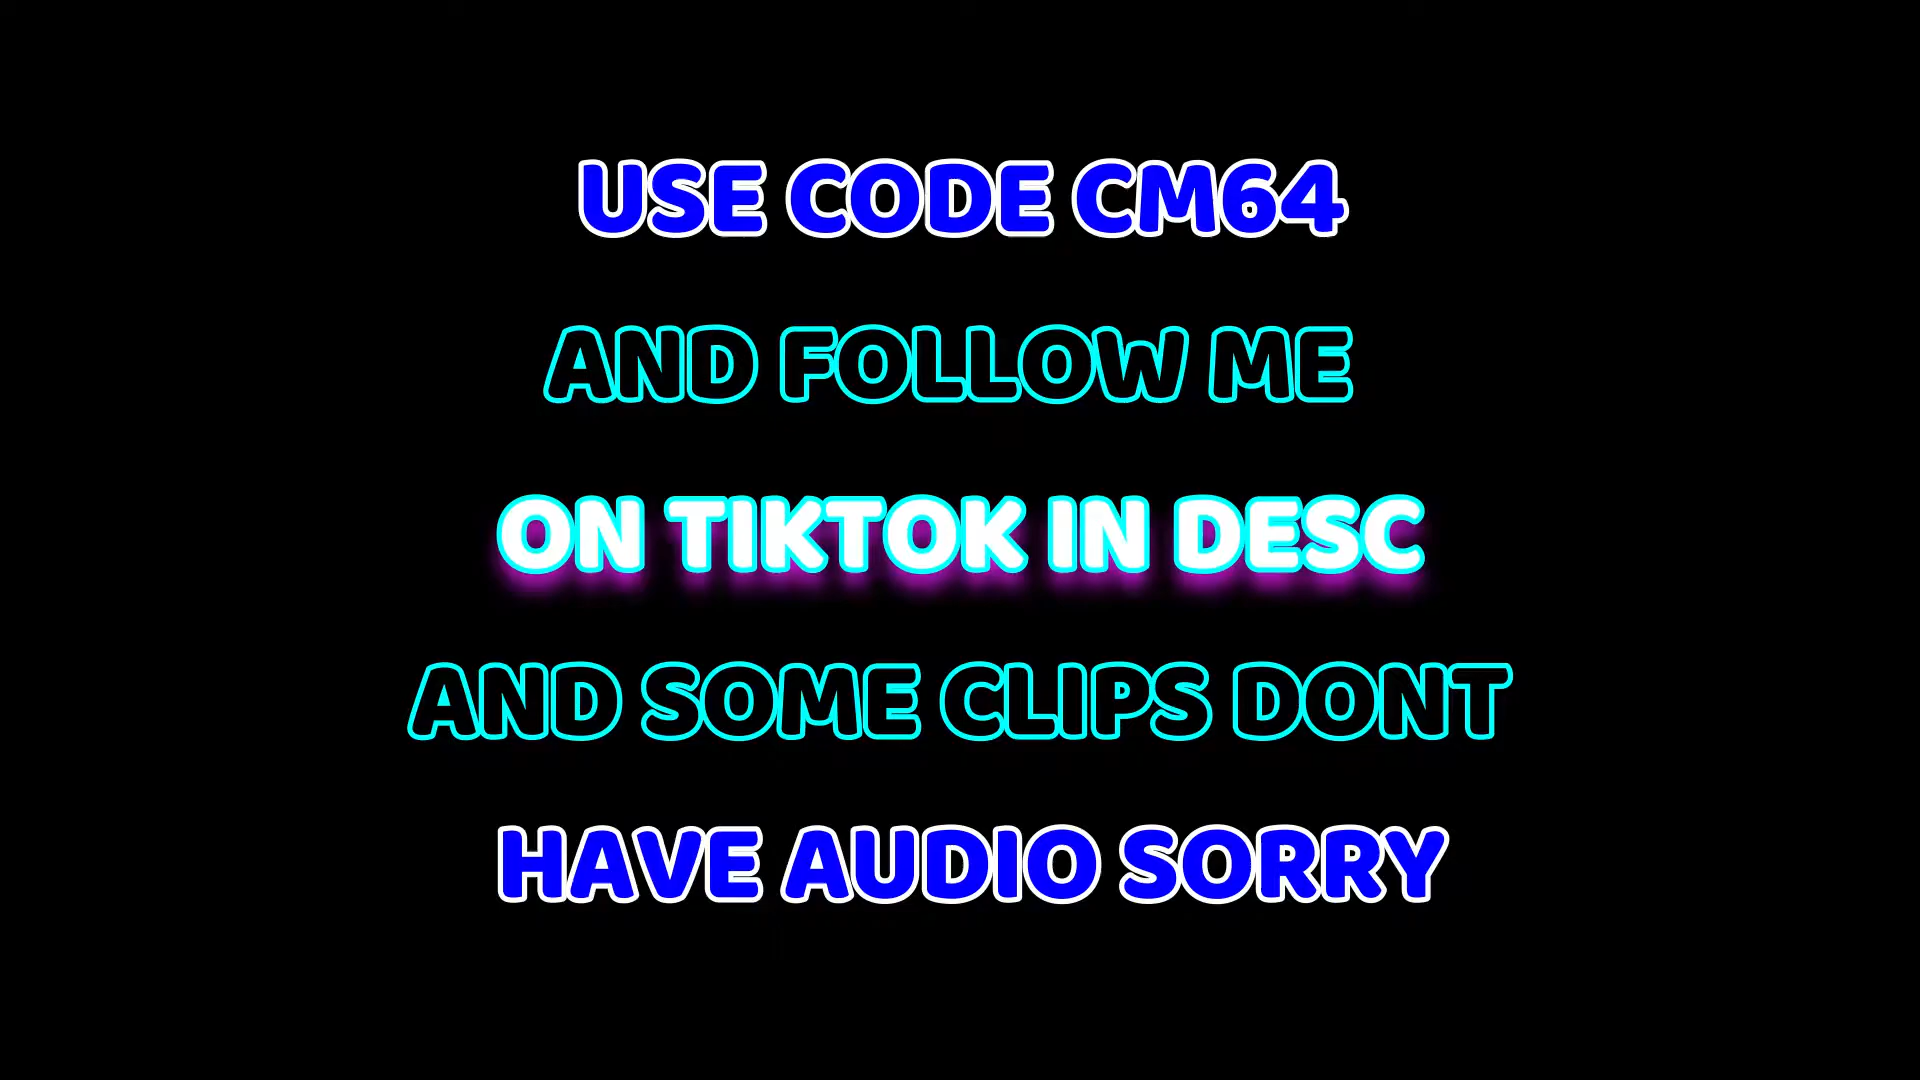 USE CODE CM64
AND FOLLOW ME
ON TIKTOK IN DESC
AND SOME CLIPS DONT
HAVE AUDIO SORRY